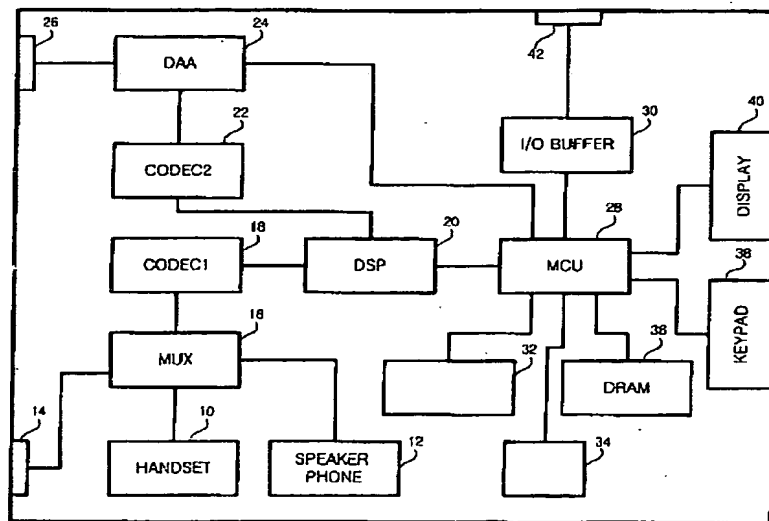 26
24
DAA
42
22
CODEC2
30
I/O BUFFER
40
DISPLAY
18
CODEC1
20
DSP
28
MCU
38
KEYPAD
18
MUX
32
38
DRAM
14
10
HANDSET
12
SPEAKER
PHONE
34